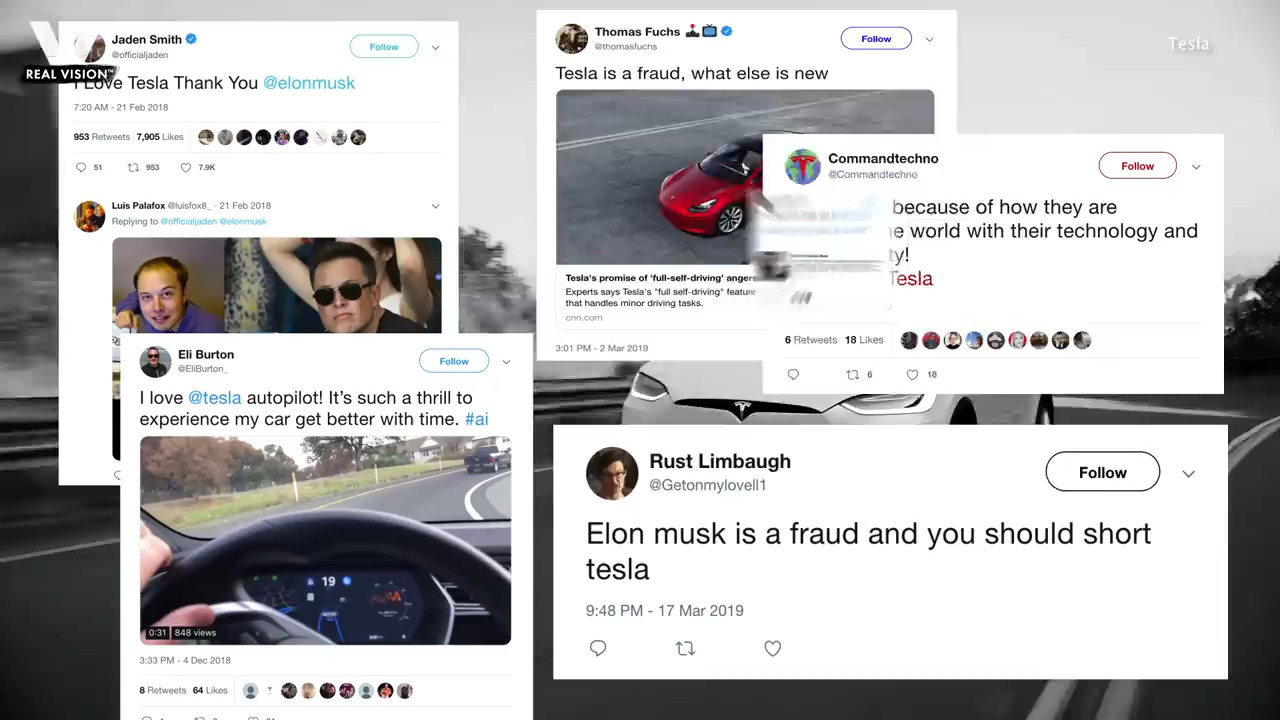 REAL VISION™
Tesla
Jaden Smith
@officialjaden
Follow
Love Tesla Thank You @elonmusk
7:20 AM - 21 Feb 2018
953 Retweets 7,905 Likes
51 953 7.9K
Luis Palafox @luisfox8_ · 21 Feb 2018
Replying to @officialjaden @elonmusk
Eli Burton
@EliBurton_
Follow
I love @tesla autopilot! It's such a thrill to
experience my car get better with time. #ai
19
0:31 848 views
3:33 PM - 4 Dec 2018
8 Retweets 64 Likes
Thomas Fuchs
@thomasfuchs
Follow
Tesla is a fraud, what else is new
Tesla's promise of 'full-self-driving' angers
Experts says Tesla's "full self-driving" feature
that handles minor driving tasks.
cnn.com
3:01 PM - 2 Mar 2019
Commandtechno
@Commandtechno
Follow
because of how they are
e world with their technology and
ty!
Tesla
6 Retweets 18 Likes
6 18
Rust Limbaugh
@Getonmylovell1
Follow
Elon musk is a fraud and you should short
tesla
9:48 PM - 17 Mar 2019